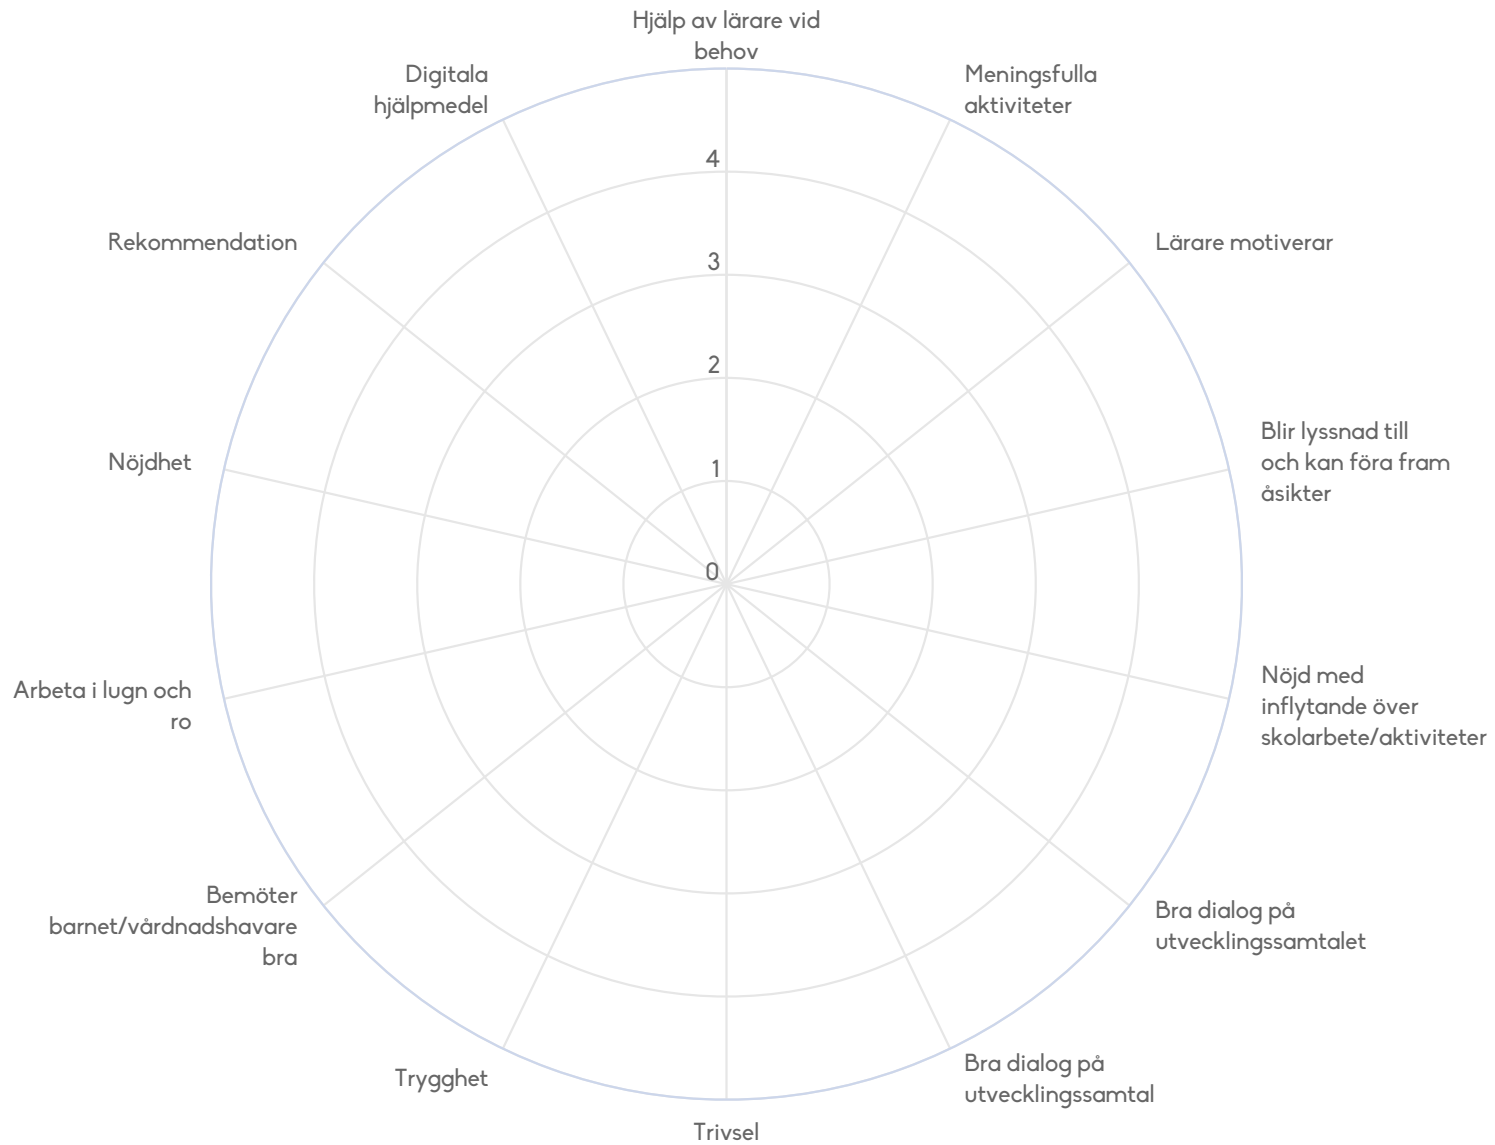 Hjälp av lärare vid
behov
Meningsfulla
aktiviteter
Lärare motiverar
Blir lyssnad till
och kan föra fram
åsikter
Nöjd med
inflytande över
skolarbete/aktiviteter
Bra dialog på
utvecklingssamtalet
Bra dialog på
utvecklingssamtal
Trivsel
Trygghet
Bemöter
barnet/vårdnadshavare
bra
Arbeta i lugn och
ro
Nöjdhet
Rekommendation
Digitala
hjälpmedel
4
3
2
1
0